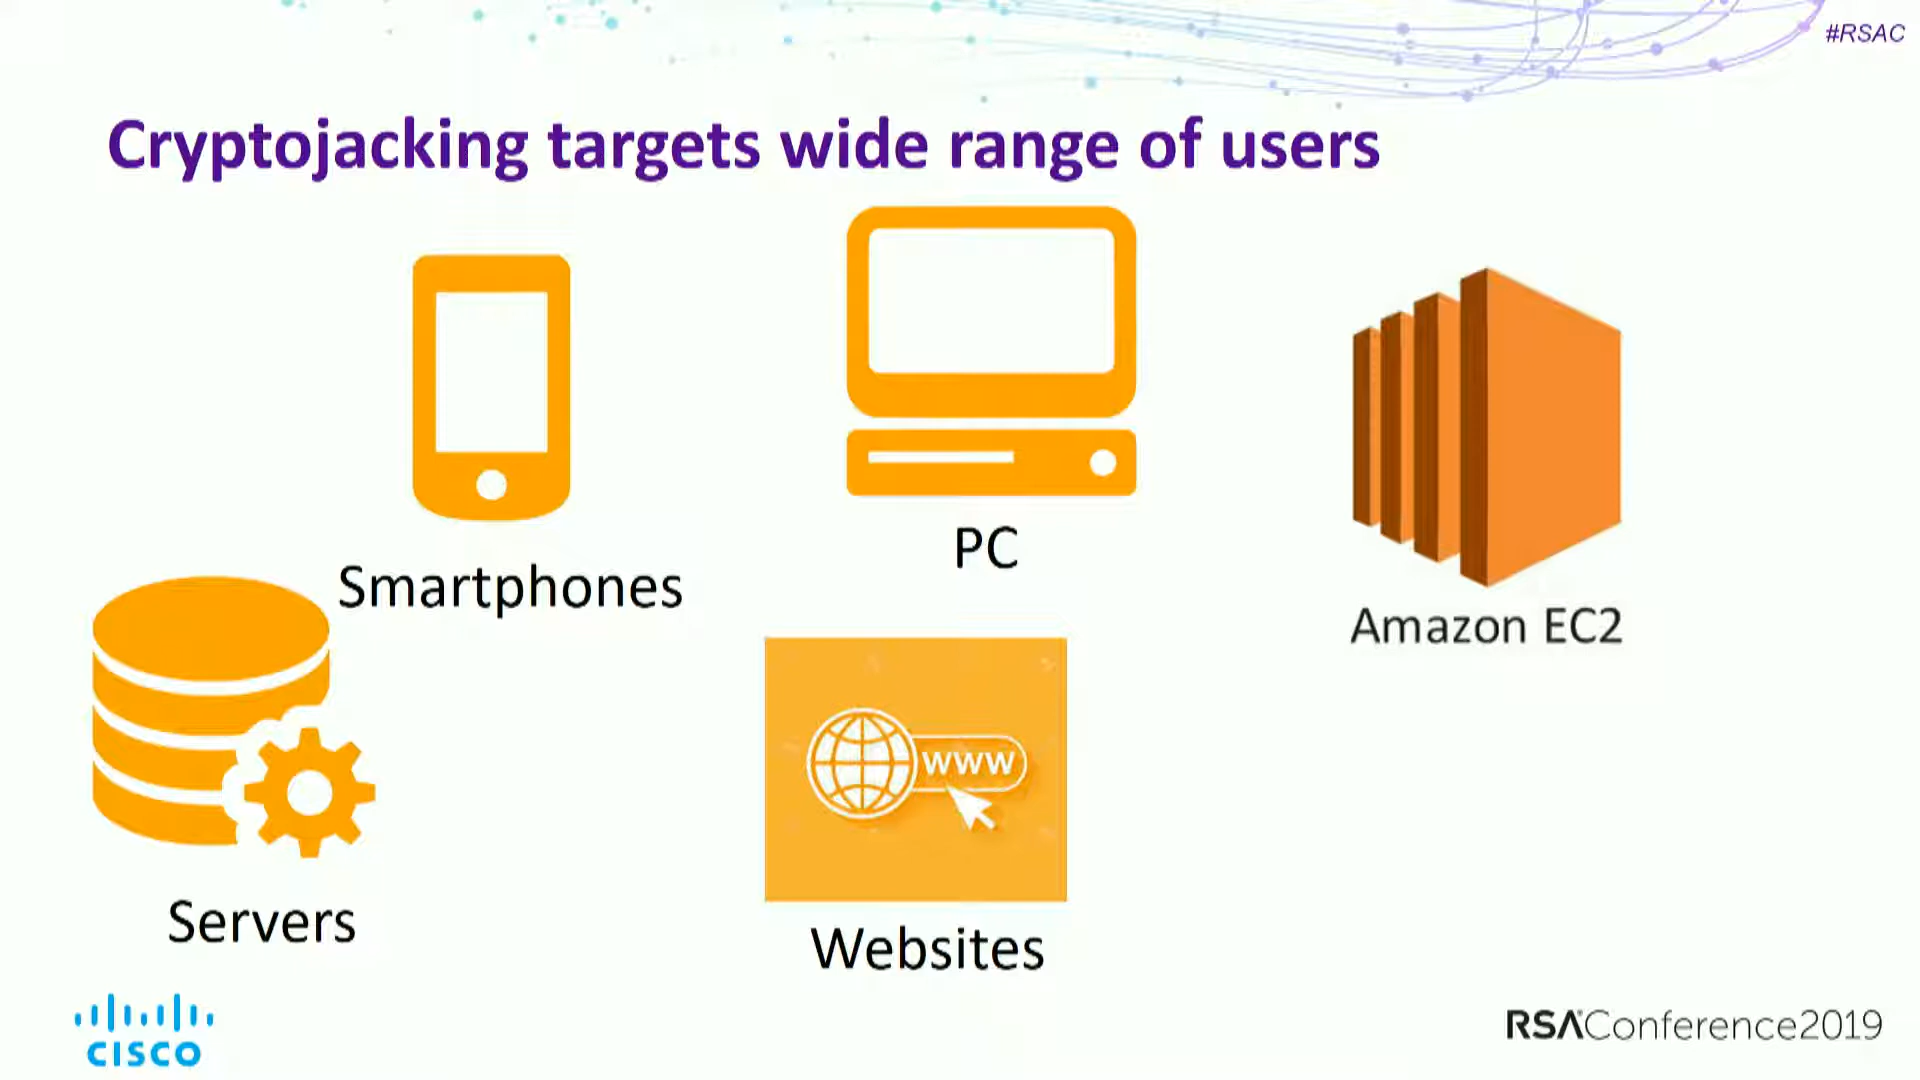 #RSAC
Cryptojacking targets wide range of users
Smartphones
PC
Amazon EC2
Servers
www
Websites
CISCO
RSAConference2019